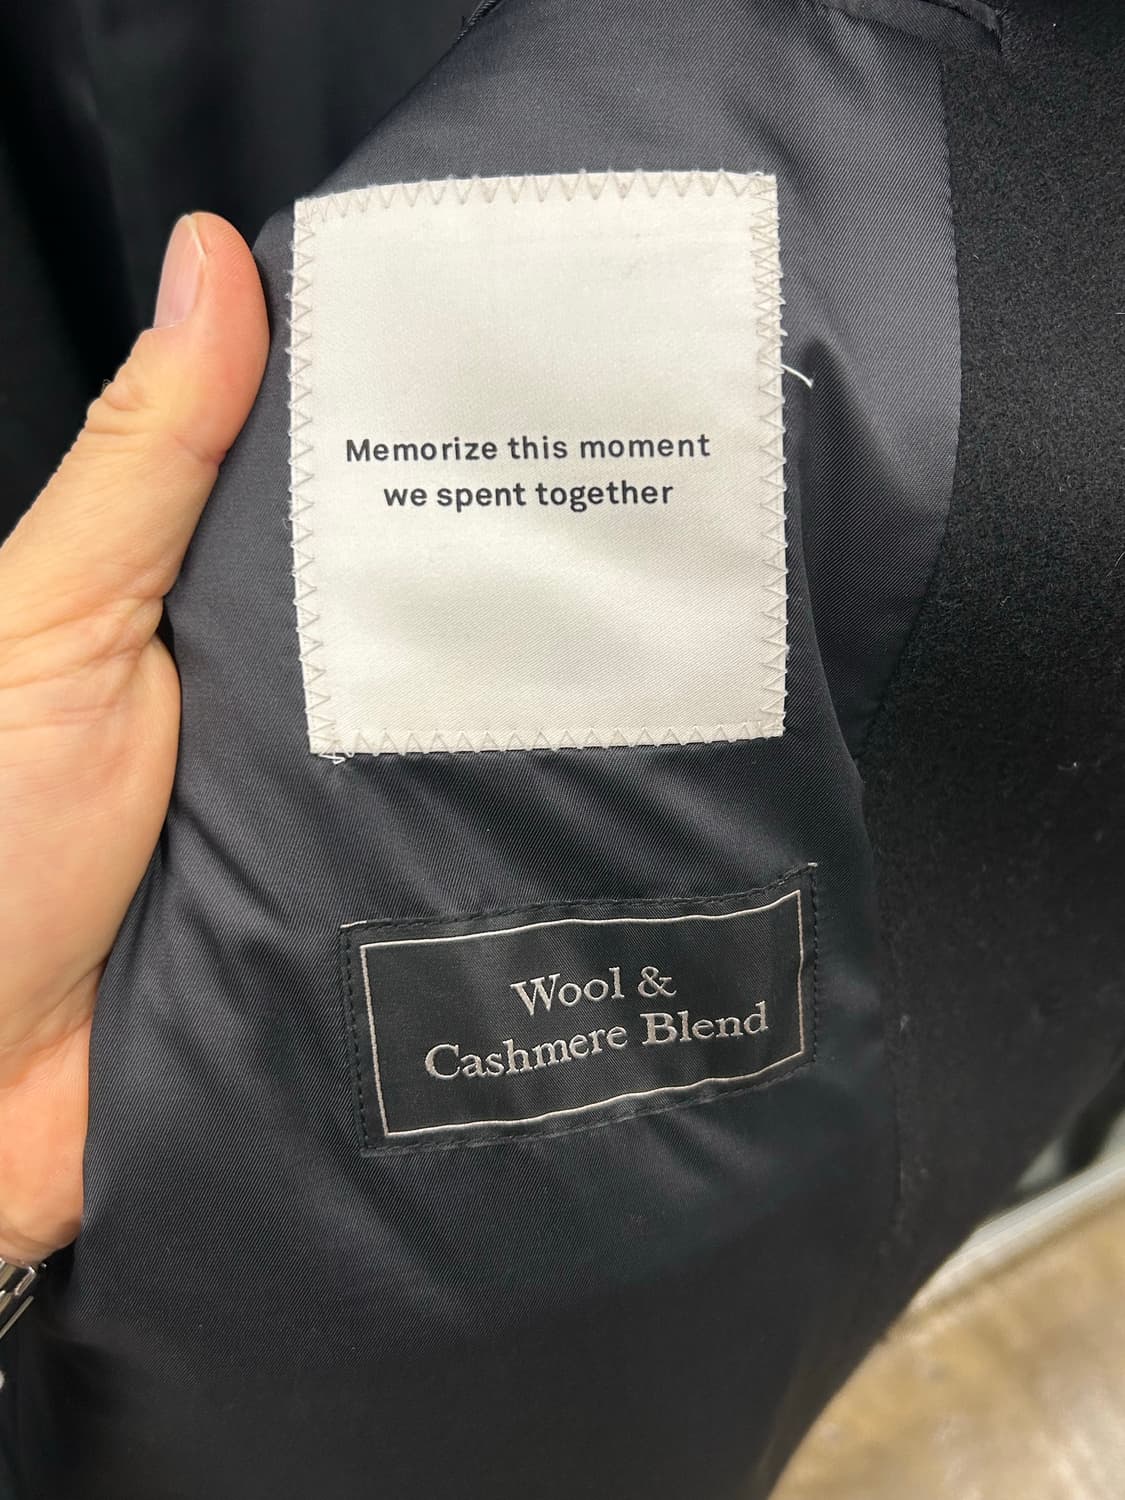 Memorize this moment
we spent together
Wool &
Cashmere Blend